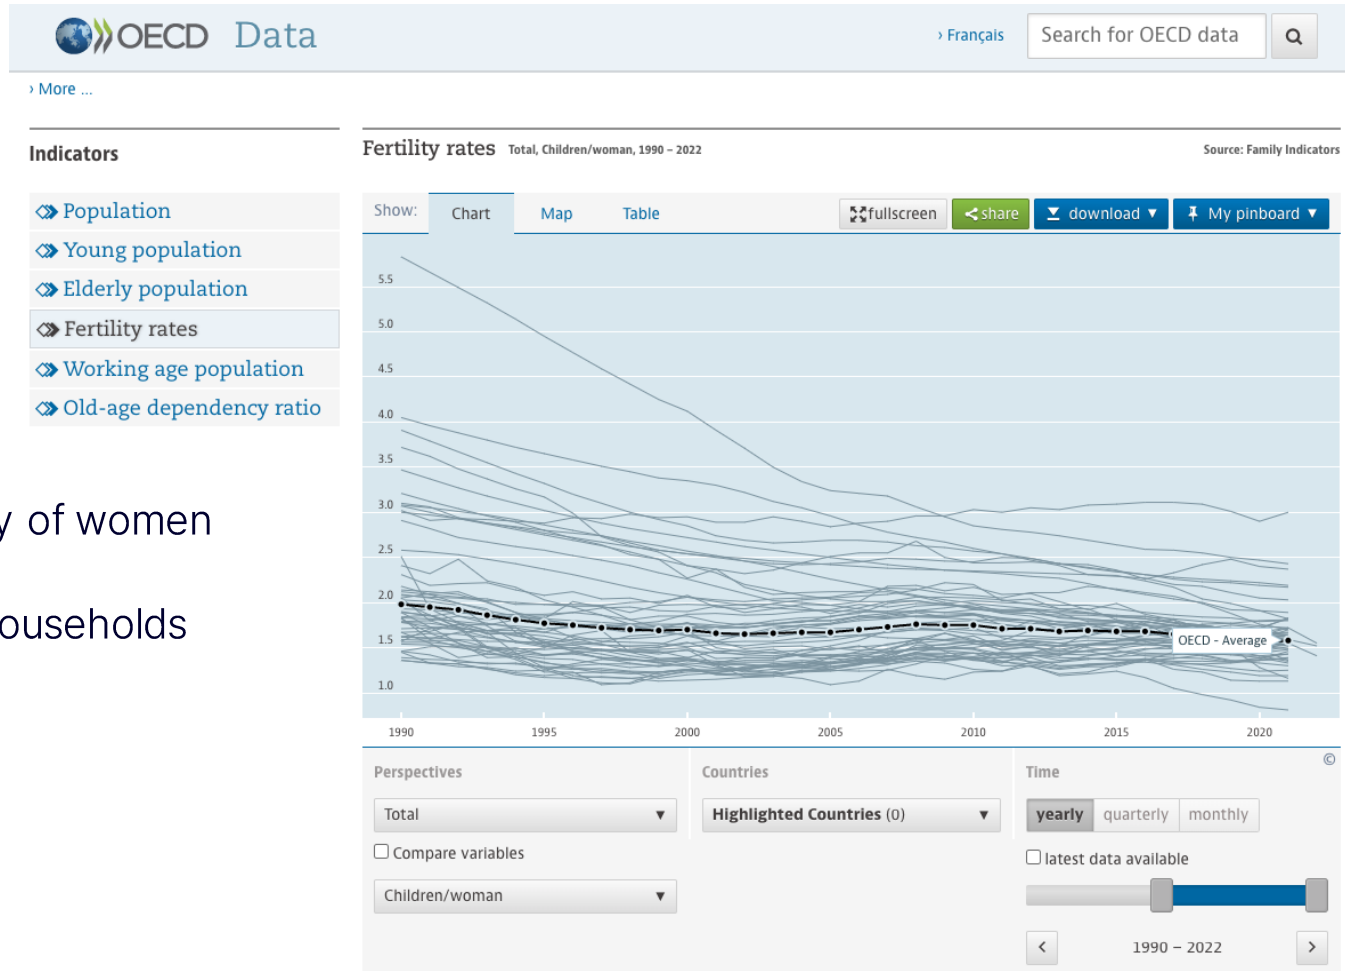 OECD Data
› Français
Search for OECD data
› More ...
Indicators
Population
Young population
Elderly population
Fertility rates
Working age population
Old-age dependency ratio
of women
Fertility rates Total, Children/woman, 1990 – 2022
Source: Family Indicators
Show: Chart Map Table
fullscreen share download ▼ My pinboard ▼
5.5
5.0
4.5
4.0
3.5
3.0
2.5
2.0
1.5
1.0
OECD - Average
1990 1995 2000 2005 2010 2015 2020
©
Perspectives
Total ▼
Compare variables
Children/woman ▼
Countries
Highlighted Countries (0) ▼
Time
yearly quarterly monthly
latest data available
‹ 1990 – 2022 ›